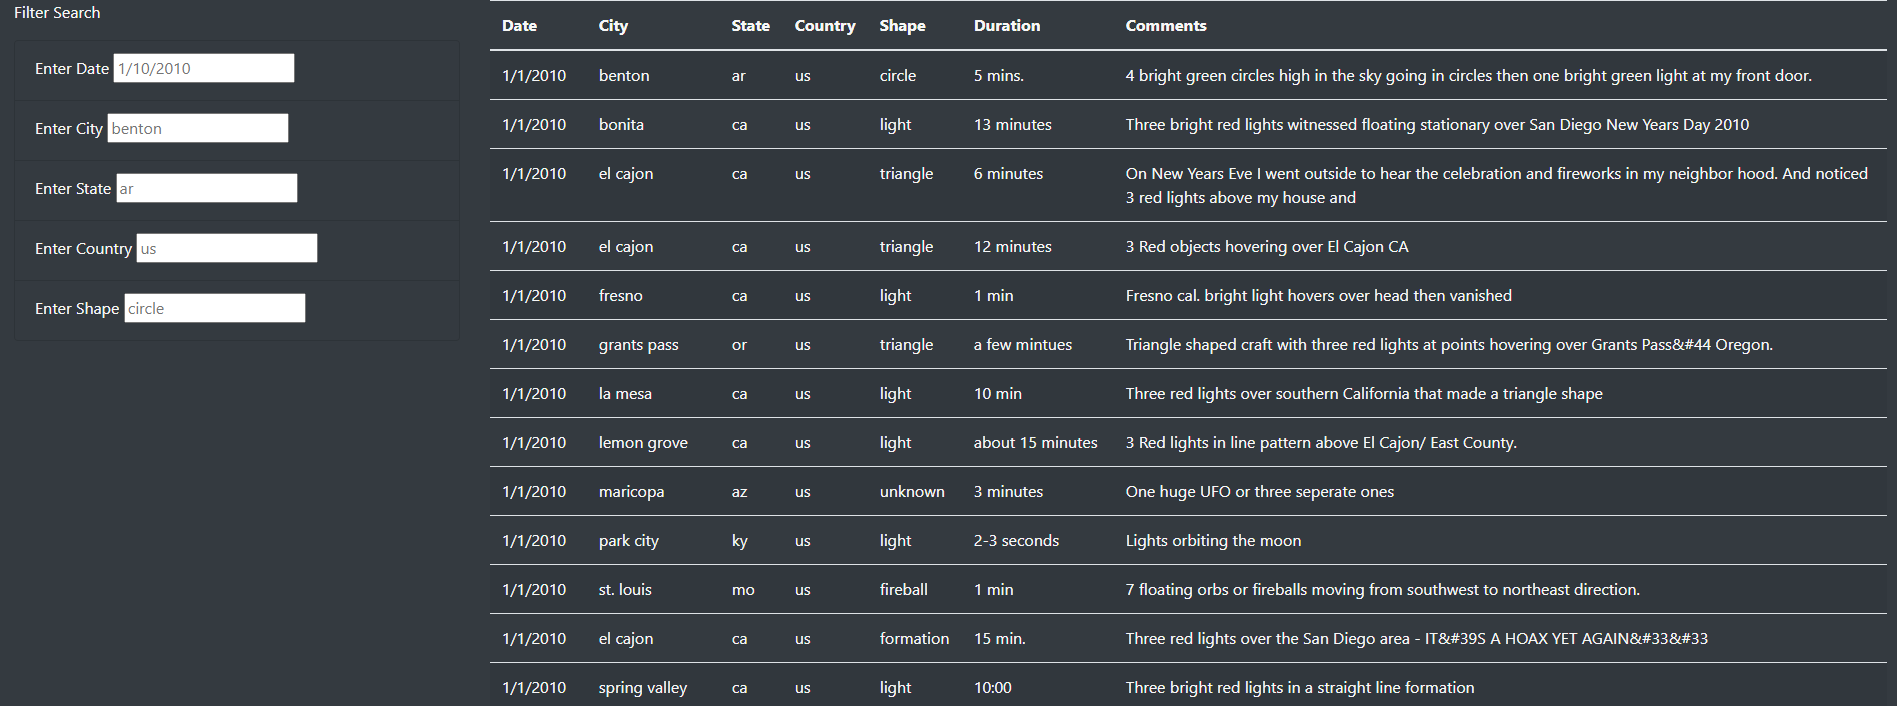 Filter Search
Enter Date 1/10/2010
Enter City benton
Enter State ar
Enter Country us
Enter Shape circle
Date City State Country Shape Duration Comments
1/1/2010 benton ar us circle 5 mins. 4 bright green circles high in the sky going in circles then one bright green light at my front door.
1/1/2010 bonita ca us light 13 minutes Three bright red lights witnessed floating stationary over San Diego New Years Day 2010
1/1/2010 el cajon ca us triangle 6 minutes On New Years Eve I went outside to hear the celebration and fireworks in my neighbor hood. And noticed
3 red lights above my house and
1/1/2010 el cajon ca us triangle 12 minutes 3 Red objects hovering over El Cajon CA
1/1/2010 fresno ca us light 1 min Fresno cal. bright light hovers over head then vanished
1/1/2010 grants pass or us triangle a few mintues Triangle shaped craft with three red lights at points hovering over Grants Pass&#44 Oregon.
1/1/2010 la mesa ca us light 10 min Three red lights over southern California that made a triangle shape
1/1/2010 lemon grove ca us light about 15 minutes 3 Red lights in line pattern above El Cajon/ East County.
1/1/2010 maricopa az us unknown 3 minutes One huge UFO or three seperate ones
1/1/2010 park city ky us light 2-3 seconds Lights orbiting the moon
1/1/2010 st. louis mo us fireball 1 min 7 floating orbs or fireballs moving from southwest to northeast direction.
1/1/2010 el cajon ca us formation 15 min. Three red lights over the San Diego area - IT&#39S A HOAX YET AGAIN&#33&#33
1/1/2010 spring valley ca us light 10:00 Three bright red lights in a straight line formation